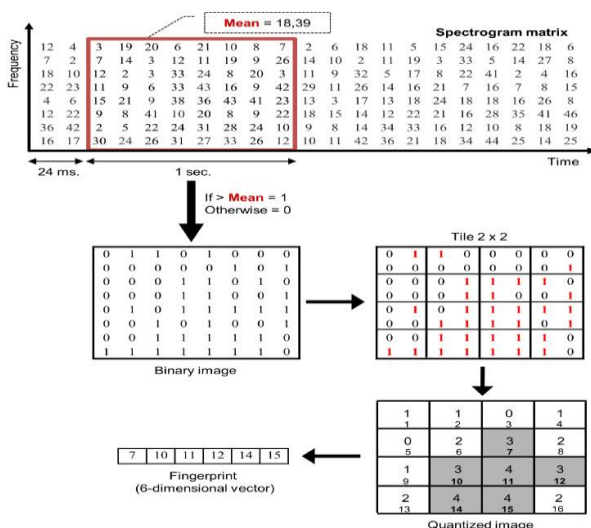 Mean = 18,39
Spectrogram matrix
Frequency
12 4 3 19 20 6 21 10 8 7 2 6 18 11 5 15 24 16 22 18 6
7 2 7 14 3 12 11 19 9 26 14 10 2 11 19 3 33 5 14 27 8
18 10 12 2 3 33 24 8 20 3 11 9 32 5 17 8 22 41 2 4 16
22 23 11 9 6 33 43 16 9 42 29 11 26 14 16 21 7 16 7 8 15
4 6 15 21 9 38 36 43 41 23 13 3 17 13 18 24 18 18 16 26 8
12 22 9 8 41 10 20 8 9 22 18 15 14 12 22 21 16 28 35 41 46
36 42 2 5 22 24 31 28 24 10 9 8 14 34 33 16 12 10 8 18 19
16 17 30 24 26 31 27 33 26 12 10 11 42 36 21 18 34 44 25 14 25
Time
24 ms.
1 sec.
If > Mean = 1
Otherwise = 0
0 1 1 0 1 0 0 0
0 0 0 0 0 1 0 1
0 0 0 1 1 0 1 0
0 0 0 1 1 0 0 1
0 1 0 1 1 1 1 1
0 0 1 0 1 0 0 1
0 0 1 1 1 1 1 0
1 1 1 1 1 1 1 0
Binary image
Tile 2 x 2
0 1 1 0 0 0 0 0
0 0 0 0 0 0 0 1
0 0 0 1 1 1 1 0
0 0 0 1 1 0 0 1
0 1 0 1 1 1 1 1
0 0 1 1 1 1 0 1
0 0 1 1 1 1 1 0
1 1 1 1 1 1 1 0
1 1 0 1
1 2 3 4
0 2 3 2
5 6 7 8
1 3 4 3
9 10 11 12
2 4 4 2
13 14 15 16
Quantized image
7 10 11 12 14 15
Fingerprint
(6-dimensional vector)